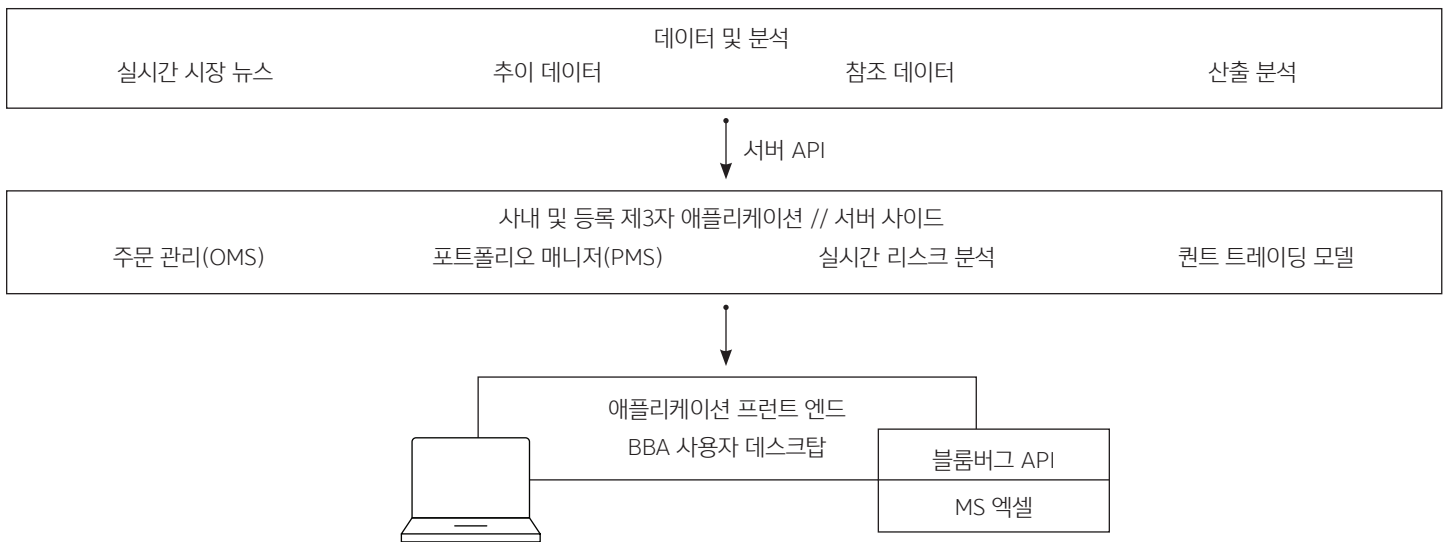 데이터 및 분석
실시간 시장 뉴스 추이 데이터 참조 데이터 산출 분석
서버 API
사내 및 등록 제3자 애플리케이션 // 서버 사이드
주문 관리(OMS) 포트폴리오 매니저(PMS) 실시간 리스크 분석 퀀트 트레이딩 모델
애플리케이션 프런트 엔드
BBA 사용자 데스크탑
블룸버그 API
MS 엑셀